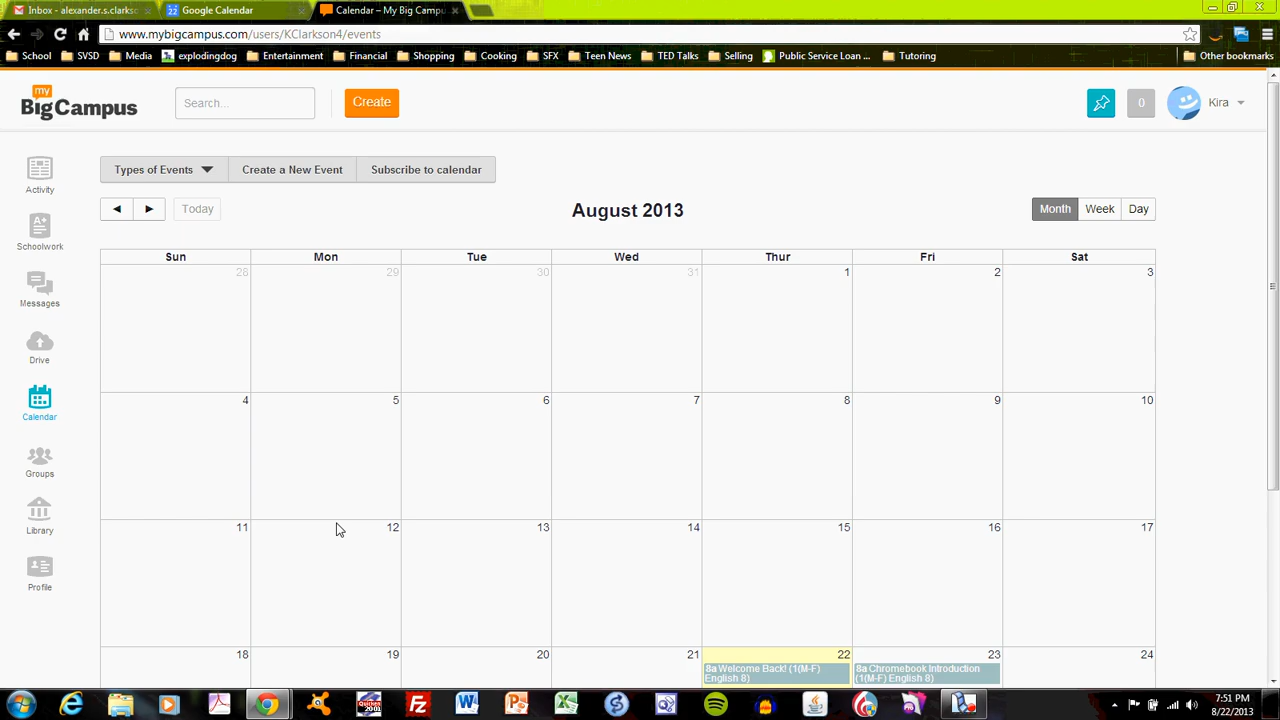 Inbox - alexander.s.clarkso
Google Calendar
Calendar – My Big Campu
www.mybigcampus.com/users/KClarkson4/events
School
SVSD
Media
explodingdog
Entertainment
Financial
Shopping
Cooking
SFX
Teen News
TED Talks
Selling
Public Service Loan ...
Tutoring
Other bookmarks
my
BigCampus
Search...
Create
0
Kira
Activity
Schoolwork
Messages
Drive
Calendar
Groups
Library
Profile
Types of Events
Create a New Event
Subscribe to calendar
Today
August 2013
Month
Week
Day
Sun Mon Tue Wed Thur Fri Sat
28 29 30 31 1 2 3
4 5 6 7 8 9 10
11 12 13 14 15 16 17
18 19 20 21 22 23 24
8a Welcome Back! (1(M-F)
English 8)
8a Chromebook Introduction
(1(M-F) English 8)
7:51 PM
8/22/2013